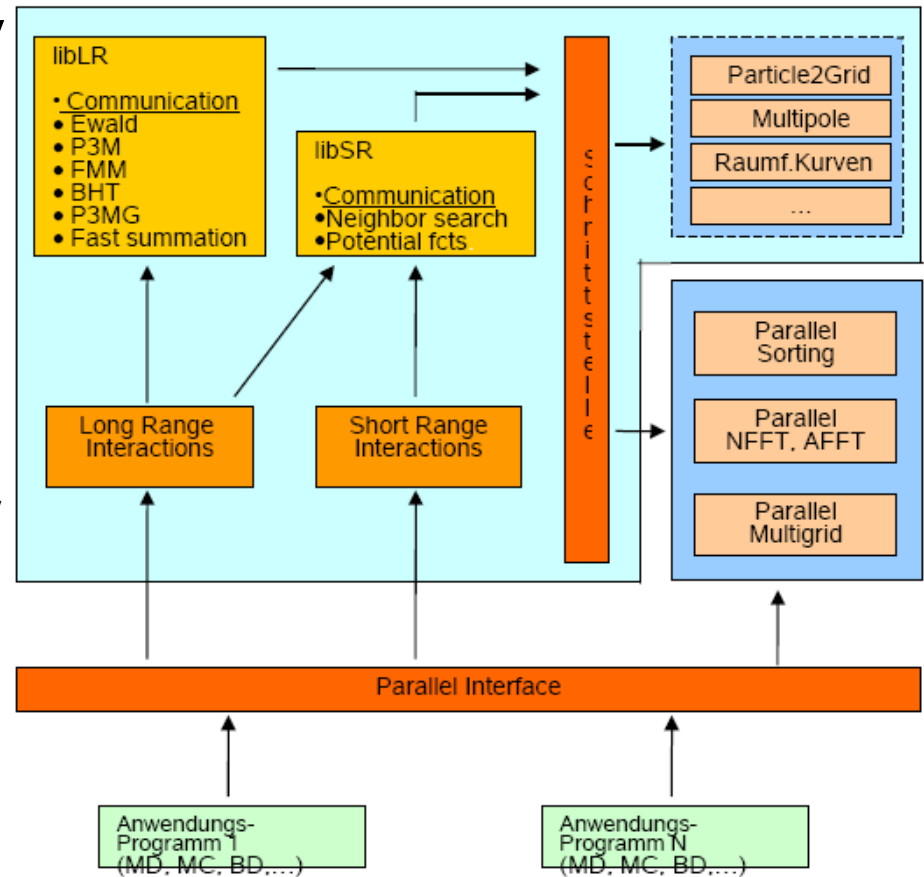 libLR
· Communication
• Ewald
• P3M
• FMM
• BHT
• P3MG
• Fast summation
libSR
·Communication
•Neighbor search
•Potential fcts.
schrittstelle
Particle2Grid
Multipole
Raumf.Kurven
...
Parallel
Sorting
Parallel
NFFT, AFFT
Parallel
Multigrid
Long Range
Interactions
Short Range
Interactions
Parallel Interface
Anwendungs-
Programm 1
(MD, MC, BD,...)
Anwendungs-
Programm N
(MD, MC, BD,...)